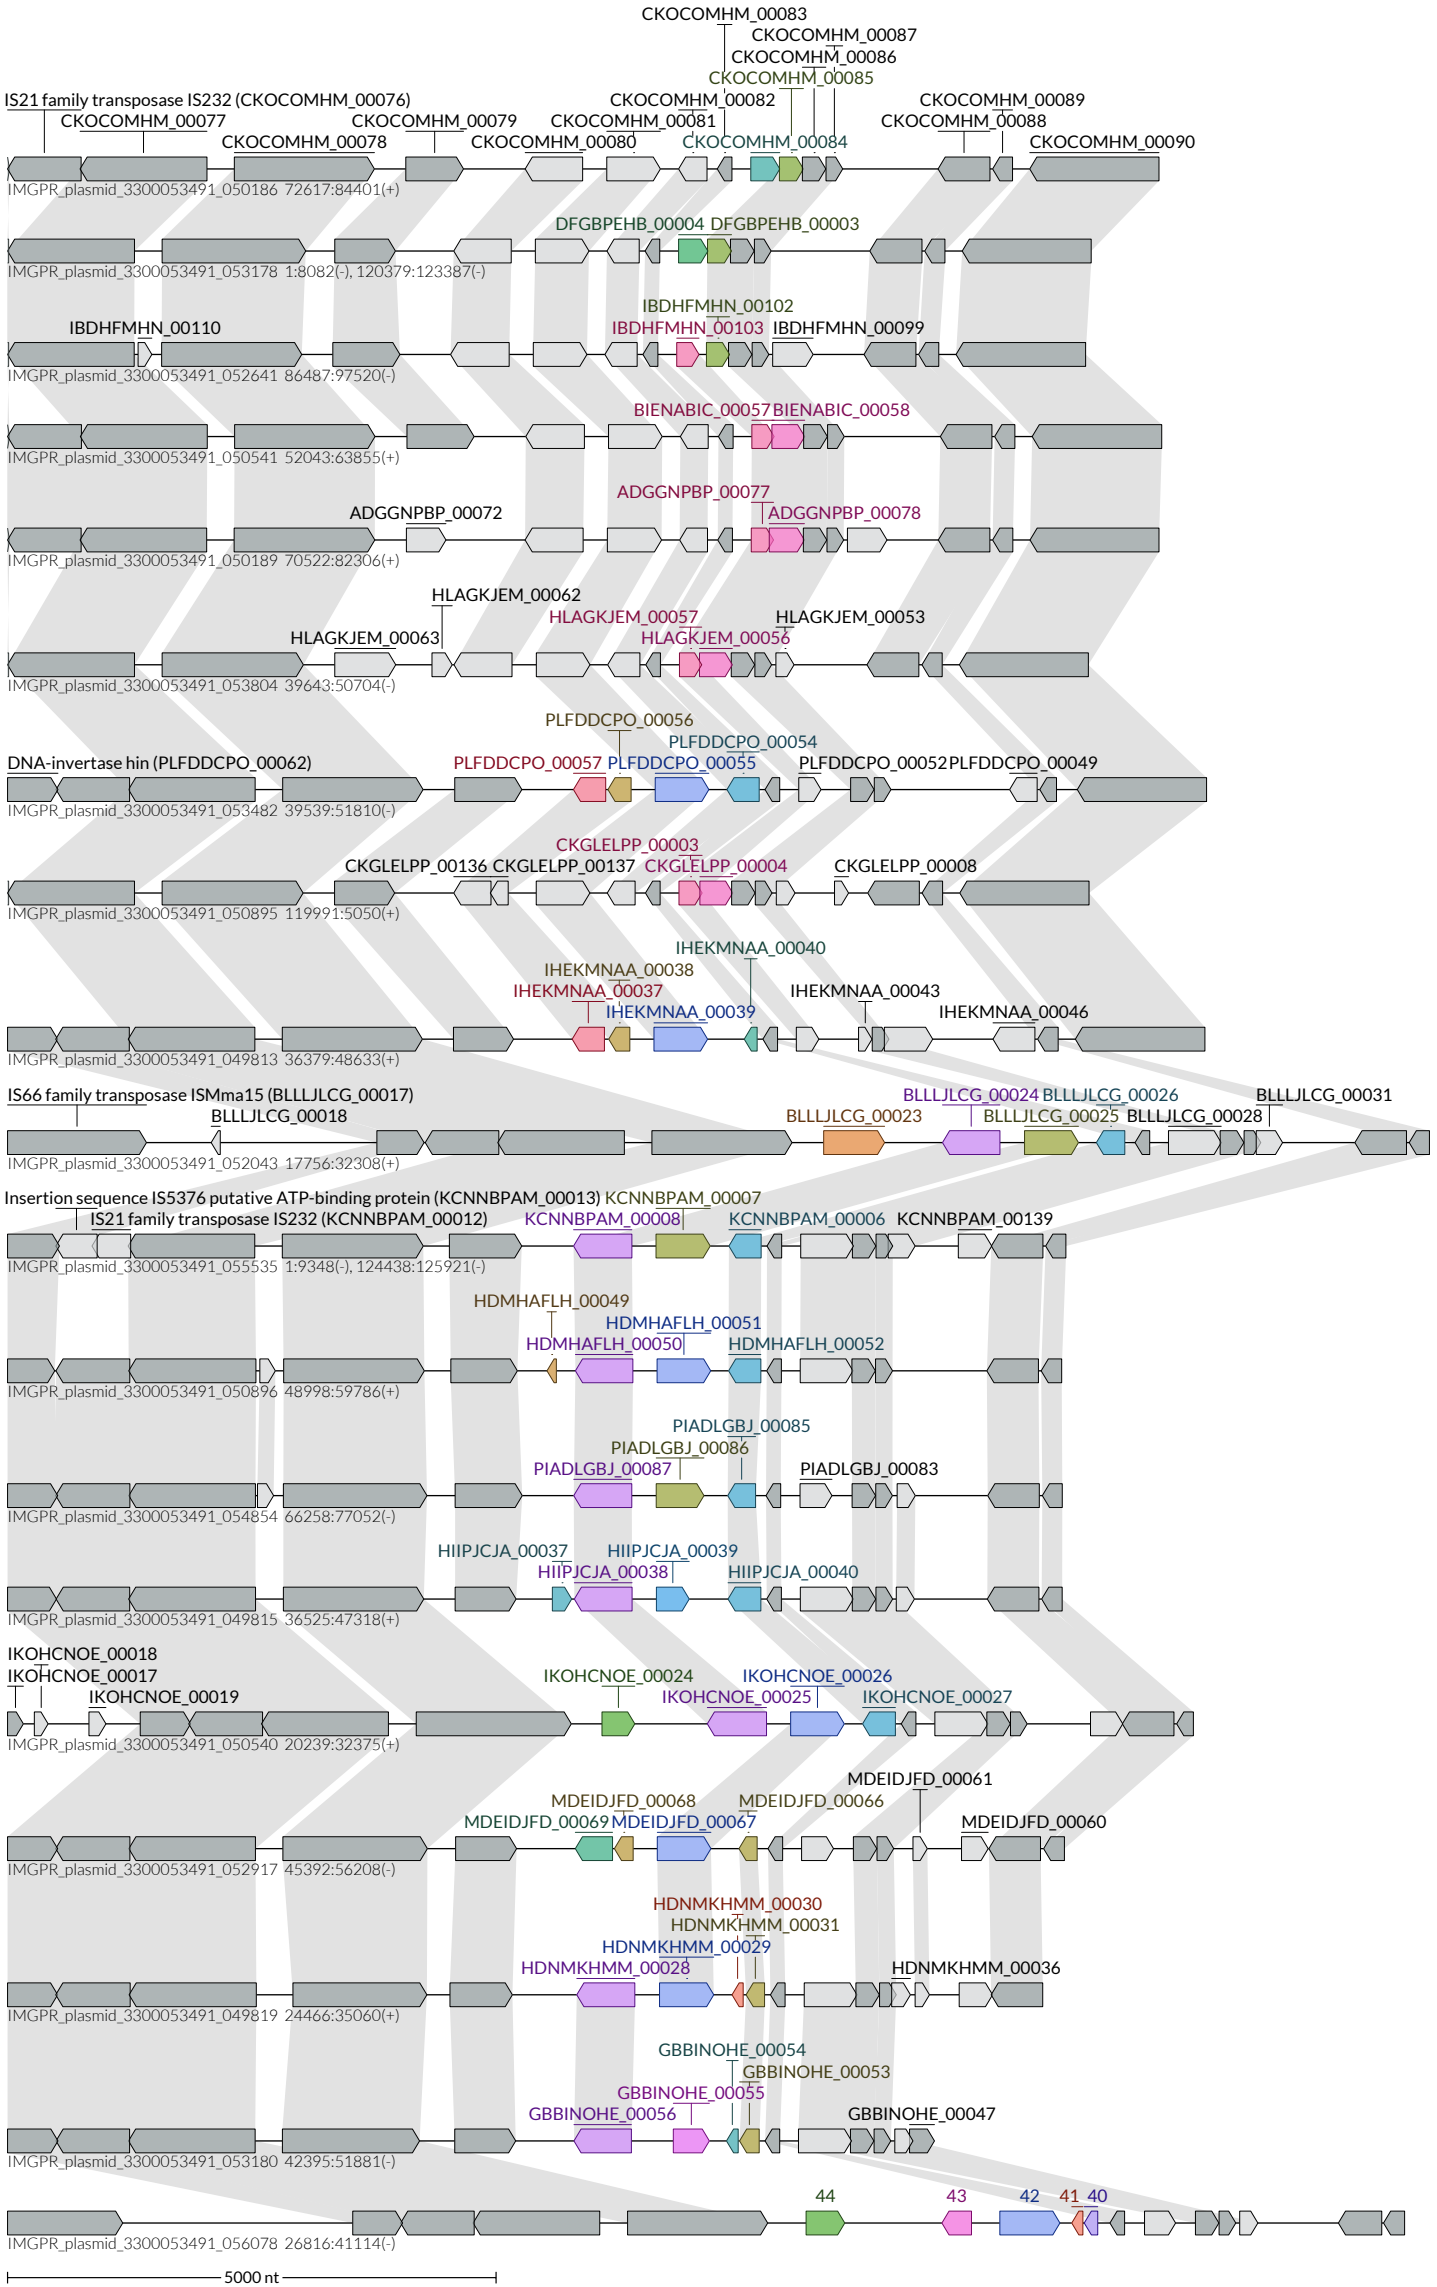 CKOCOMHM_00083
CKOCOMHM_00087
CKOCOMHM_00086
CKOCOMHM_00085
IS21 family transposase IS232 (CKOCOMHM_00076) CKOCOMHM_00082 CKOCOMHM_00089
CKOCOMHM_00077 CKOCOMHM_00079 CKOCOMHM_00081 CKOCOMHM_00088
CKOCOMHM_00078 CKOCOMHM_00080 CKOCOMHM_00084 CKOCOMHM_00090
IMGPR_plasmid_3300053491_050186 72617:84401(+)
DFGBPEHB_00004 DFGBPEHB_00003
IMGPR_plasmid_3300053491_053178 1:8082(-), 120379:123387(-)
IBDHFMHN_00102
IBDHFMHN_00110 IBDHFMHN_00103 IBDHFMHN_00099
IMGPR_plasmid_3300053491_052641 86487:97520(-)
BIENABIC_00057 BIENABIC_00058
IMGPR_plasmid_3300053491_050541 52043:63855(+)
ADGGNPBP_00077
ADGGNPBP_00072 ADGGNPBP_00078
IMGPR_plasmid_3300053491_050189 70522:82306(+)
HLAGKJEM_00062
HLAGKJEM_00057 HLAGKJEM_00053
HLAGKJEM_00063 HLAGKJEM_00056
IMGPR_plasmid_3300053491_053804 39643:50704(-)
PLFDDCPO_00056
PLFDDCPO_00054
DNA-invertase hin (PLFDDCPO_00062) PLFDDCPO_00057 PLFDDCPO_00055 PLFDDCPO_00052 PLFDDCPO_00049
IMGPR_plasmid_3300053491_053482 39539:51810(-)
CKGLELPP_00003
CKGLELPP_00136 CKGLELPP_00137 CKGLELPP_00004 CKGLELPP_00008
IMGPR_plasmid_3300053491_050895 119991:5050(+)
IHEKMNAA_00040
IHEKMNAA_00038
IHEKMNAA_00037 IHEKMNAA_00043
IHEKMNAA_00039 IHEKMNAA_00046
IMGPR_plasmid_3300053491_049813 36379:48633(+)
IS66 family transposase ISMma15 (BLLLJLCG_00017) BLLLJLCG_00024 BLLLJLCG_00026 BLLLJLCG_00031
BLLLJLCG_00018 BLLLJLCG_00023 BLLLJLCG_00025 BLLLJLCG_00028
IMGPR_plasmid_3300053491_052043 17756:32308(+)
Insertion sequence IS5376 putative ATP-binding protein (KCNNBPAM_00013) KCNNBPAM_00007
IS21 family transposase IS232 (KCNNBPAM_00012) KCNNBPAM_00008 KCNNBPAM_00006 KCNNBPAM_00139
IMGPR_plasmid_3300053491_055535 1:9348(-), 124438:125921(-)
HDMHAFLH_00049
HDMHAFLH_00051
HDMHAFLH_00050 HDMHAFLH_00052
IMGPR_plasmid_3300053491_050896 48998:59786(+)
PIADLGBJ_00085
PIADLGBJ_00086
PIADLGBJ_00087 PIADLGBJ_00083
IMGPR_plasmid_3300053491_054854 66258:77052(-)
HIIPJCJA_00037 HIIPJCJA_00039
HIIPJCJA_00038 HIIPJCJA_00040
IMGPR_plasmid_3300053491_049815 36525:47318(+)
IKOHCNOE_00018
IKOHCNOE_00017 IKOHCNOE_00024 IKOHCNOE_00026
IKOHCNOE_00019 IKOHCNOE_00025 IKOHCNOE_00027
IMGPR_plasmid_3300053491_050540 20239:32375(+)
MDEIDJFD_00061
MDEIDJFD_00068 MDEIDJFD_00066
MDEIDJFD_00069 MDEIDJFD_00067 MDEIDJFD_00060
IMGPR_plasmid_3300053491_052917 45392:56208(-)
HDNMKHMM_00030
HDNMKHMM_00031
HDNMKHMM_00029
HDNMKHMM_00028 HDNMKHMM_00036
IMGPR_plasmid_3300053491_049819 24466:35060(+)
GBBINOHE_00054
GBBINOHE_00053
GBBINOHE_00055
GBBINOHE_00056 GBBINOHE_00047
IMGPR_plasmid_3300053491_053180 42395:51881(-)
44 43 42 41 40
IMGPR_plasmid_3300053491_056078 26816:41114(-)
5000 nt